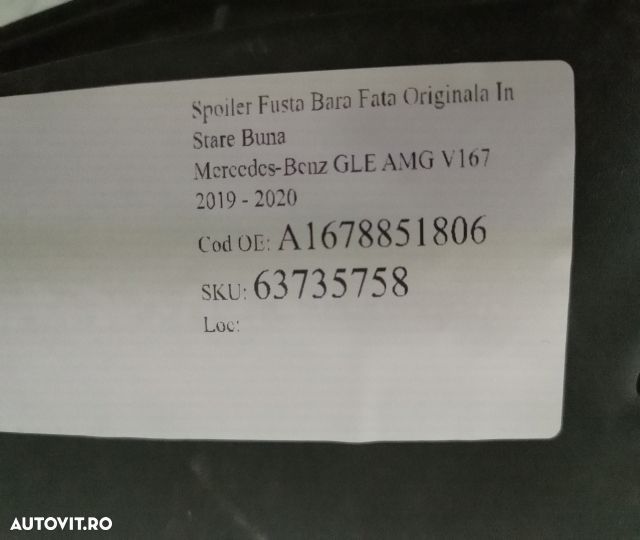 Spoiler Fusta Bara Fata Originala In
Stare Buna
Mercedes-Benz GLE AMG V167
2019 - 2020
Cod OE: A1678851806
SKU: 63735758
Loc:
AUTOVIT.RO